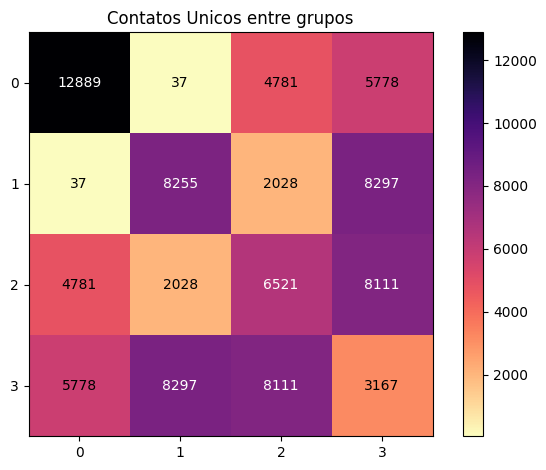 Contatos Unicos entre grupos
0 12889 37 4781 5778
1 37 8255 2028 8297
2 4781 2028 6521 8111
3 5778 8297 8111 3167
0 1 2 3
12000
10000
8000
6000
4000
2000